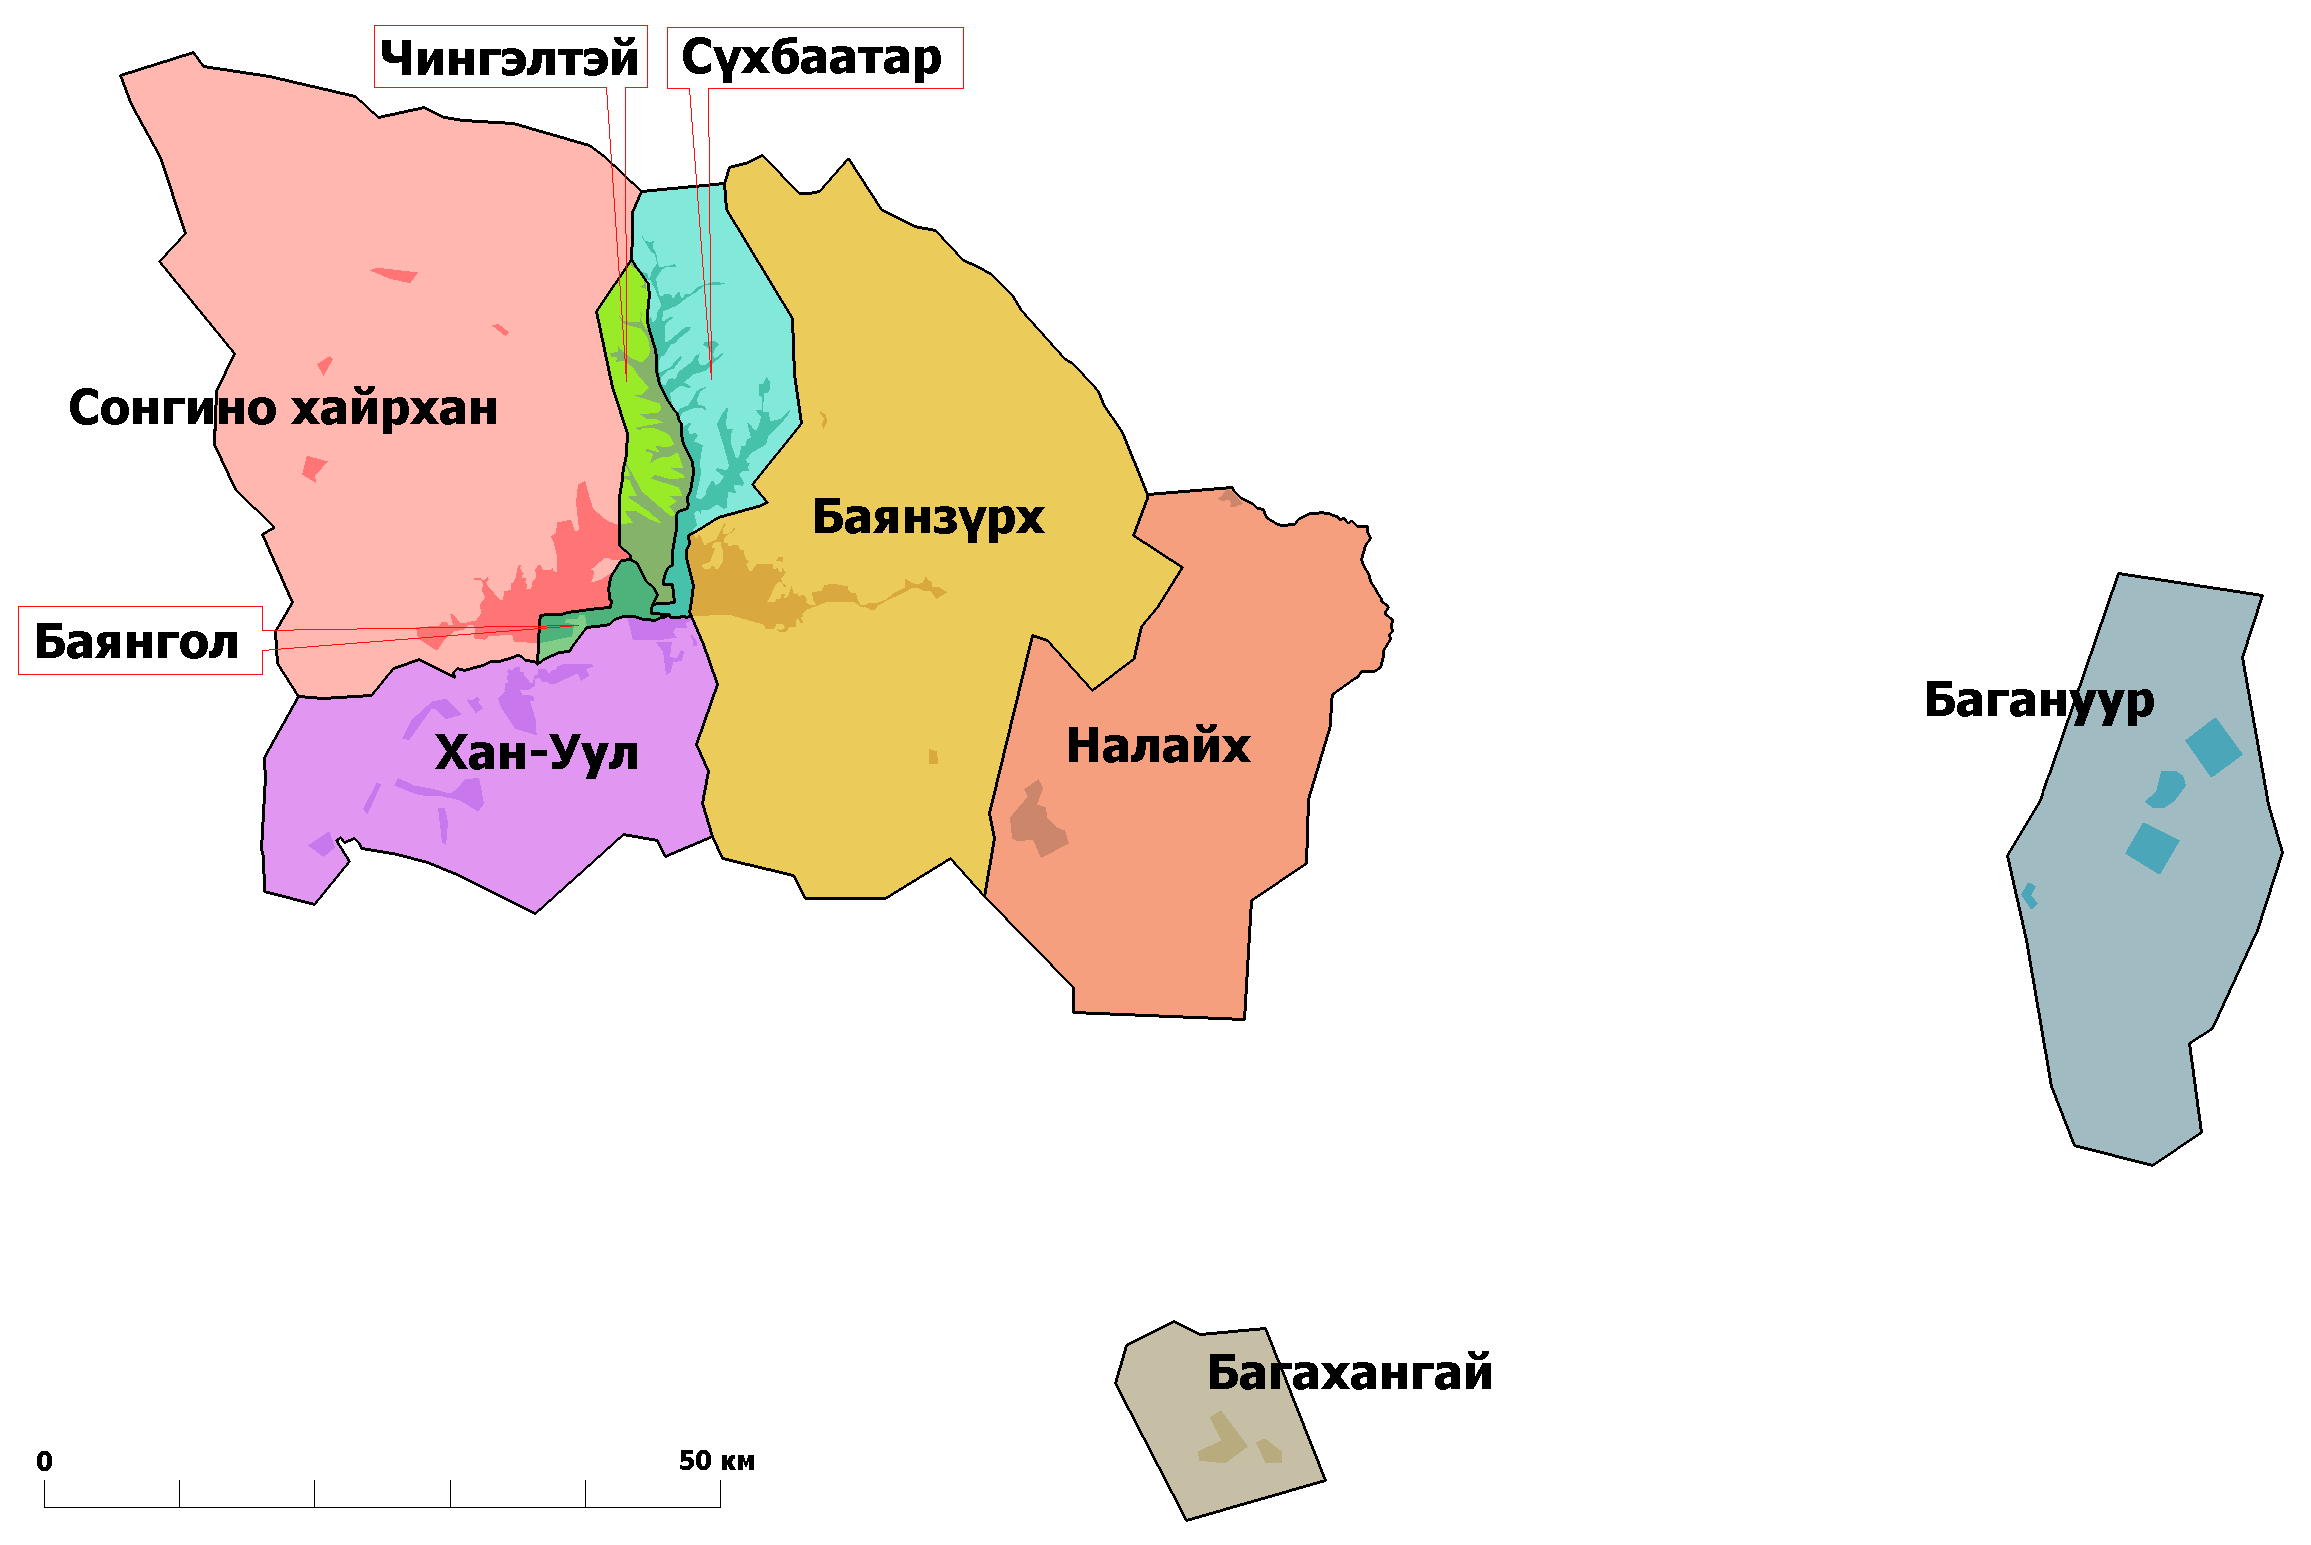 Чингэлтэй
Сүхбаатар
Сонгино хайрхан
Баянзүрх
Баянгол
Багануур
Хан-Уул
Налайх
Багахангай
0
50 км